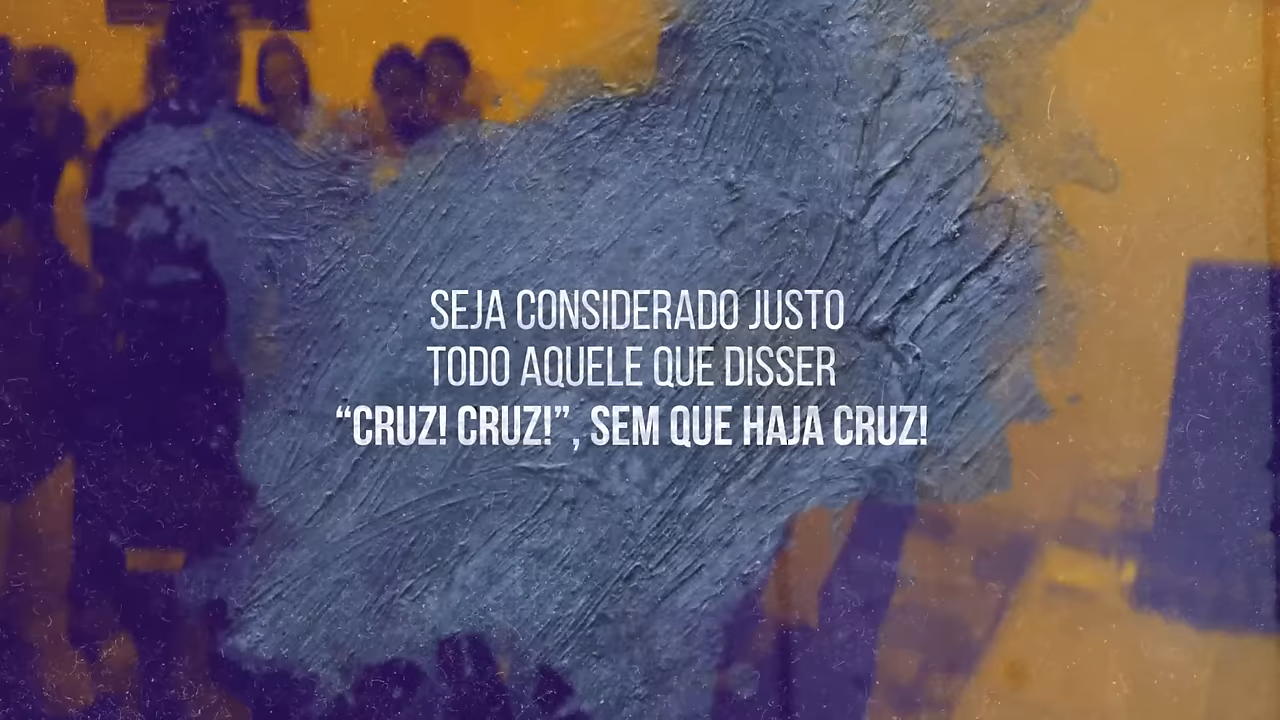 SEJA CONSIDERADO JUSTO
TODO AQUELE QUE DISSER
“CRUZ! CRUZ!”, SEM QUE HAJA CRUZ!